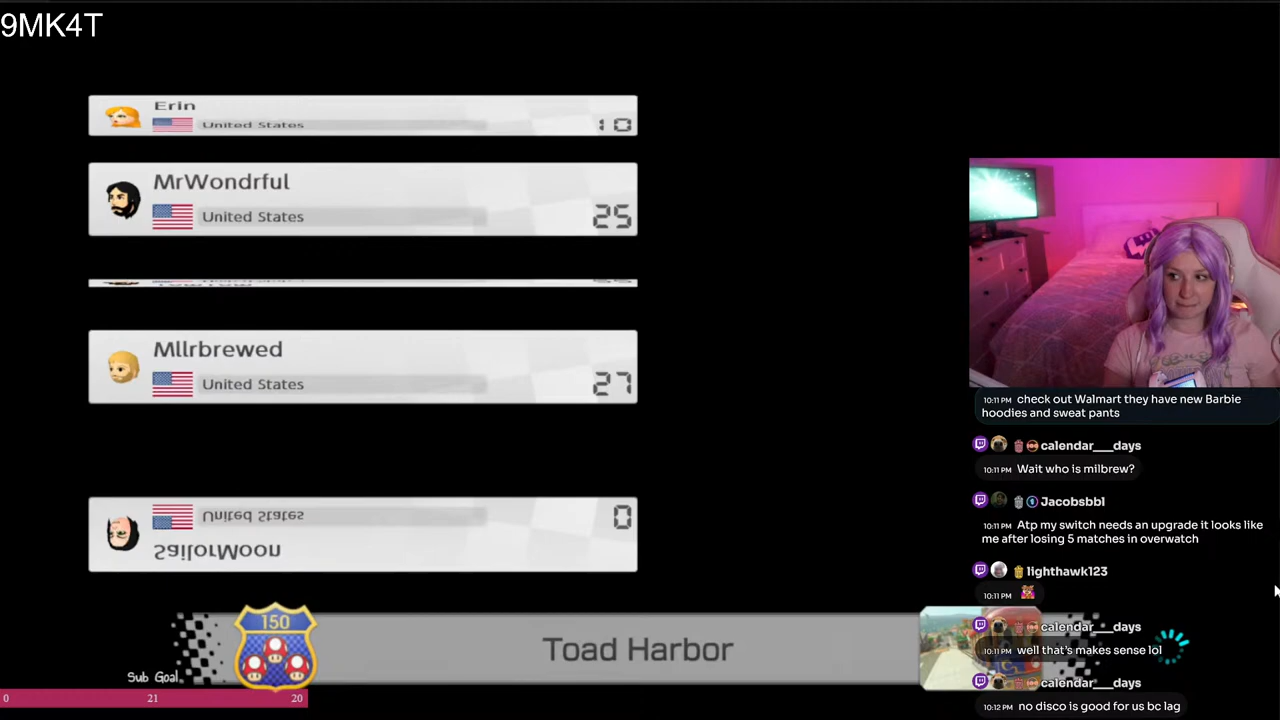 9MK4T
Erin
United States
10
MrWondrful
United States
25
Mllrbrewed
United States
27
United States
0
SailorMoon
150
Toad Harbor
Sub Goal
0
21
20
10:11 PM check out Walmart they have new Barbie
hoodies and sweat pants
calendar___days
10:11 PM Wait who is milbrew?
Jacobsbbl
10:11 PM Atp my switch needs an upgrade it looks like
me after losing 5 matches in overwatch
lighthawk123
10:11 PM
calendar___days
10:11 PM well that's makes sense lol
calendar___days
10:12 PM no disco is good for us bc lag